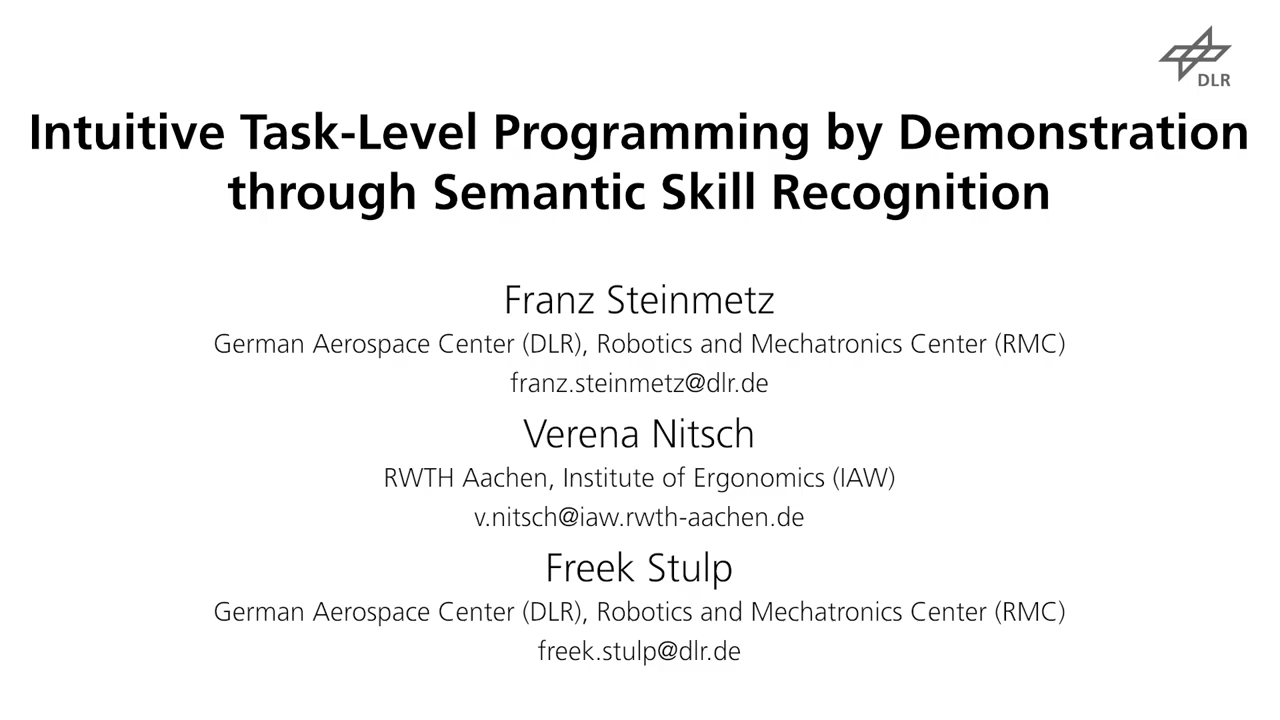 DLR
Intuitive Task-Level Programming by Demonstration
through Semantic Skill Recognition
Franz Steinmetz
German Aerospace Center (DLR), Robotics and Mechatronics Center (RMC)
franz.steinmetz@dlr.de
Verena Nitsch
RWTH Aachen, Institute of Ergonomics (IAW)
v.nitsch@iaw.rwth-aachen.de
Freek Stulp
German Aerospace Center (DLR), Robotics and Mechatronics Center (RMC)
freek.stulp@dlr.de